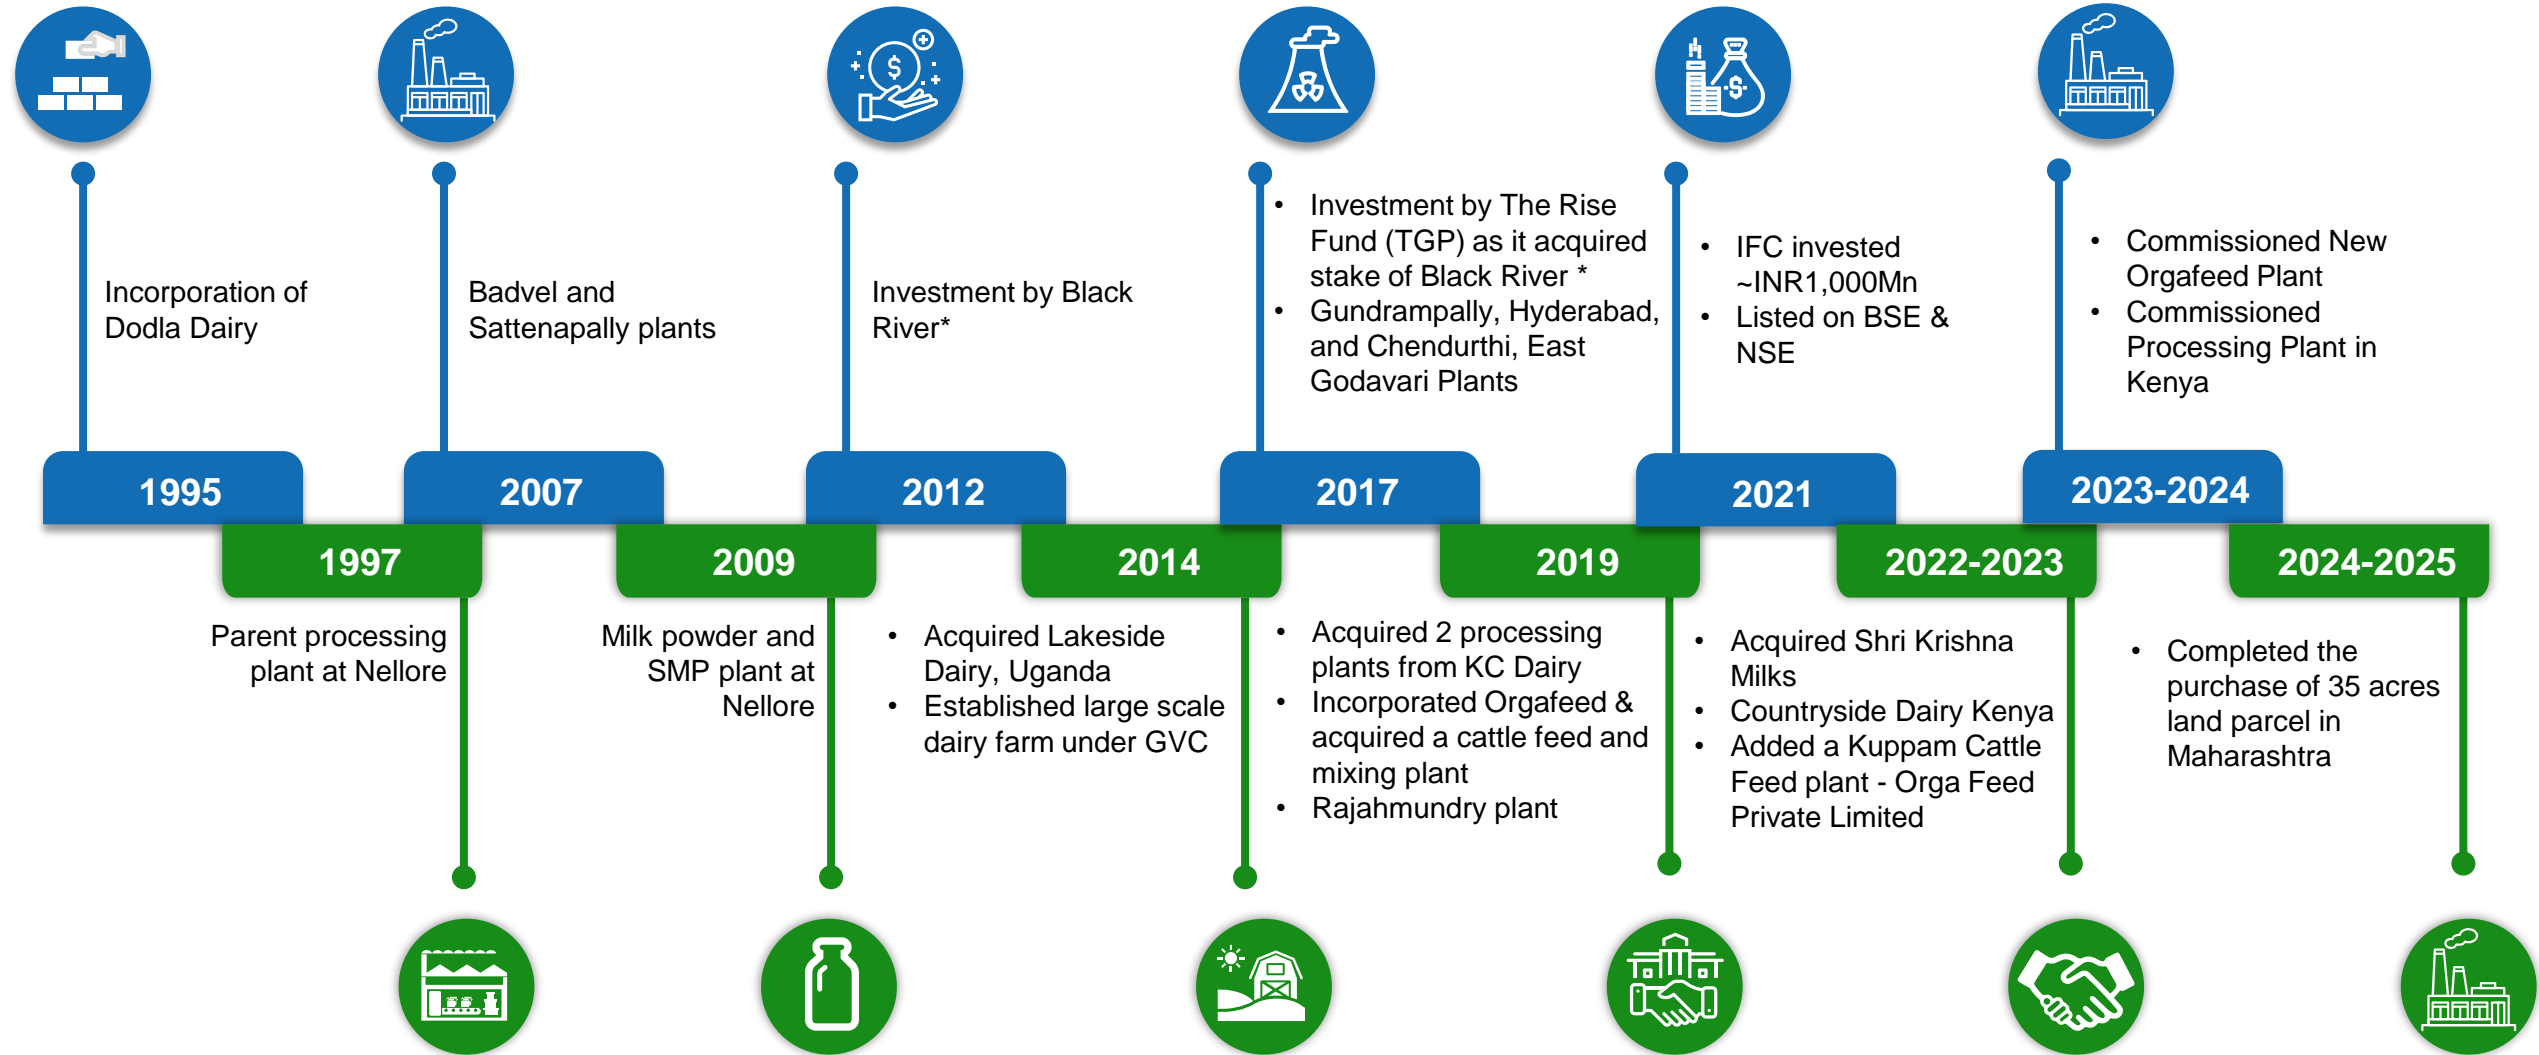 Incorporation of
Dodla Dairy
Badvel and
Sattenapally plants
Investment by Black
River*
• Investment by The Rise
Fund (TGP) as it acquired
stake of Black River *
• Gundrampally, Hyderabad,
and Chendurthi, East
Godavari Plants
• IFC invested
~INR1,000Mn
• Listed on BSE &
NSE
• Commissioned New
Orgafeed Plant
• Commissioned
Processing Plant in
Kenya
1995
2007
2012
2017
2021
2023-2024
1997
2009
2014
2019
2022-2023
2024-2025
Parent processing
plant at Nellore
Milk powder and
SMP plant at
Nellore
• Acquired Lakeside
Dairy, Uganda
• Established large scale
dairy farm under GVC
• Acquired 2 processing
plants from KC Dairy
• Incorporated Orgafeed &
acquired a cattle feed and
mixing plant
• Rajahmundry plant
• Acquired Shri Krishna
Milks
• Countryside Dairy Kenya
• Added a Kuppam Cattle
Feed plant - Orga Feed
Private Limited
• Completed the
purchase of 35 acres
land parcel in
Maharashtra